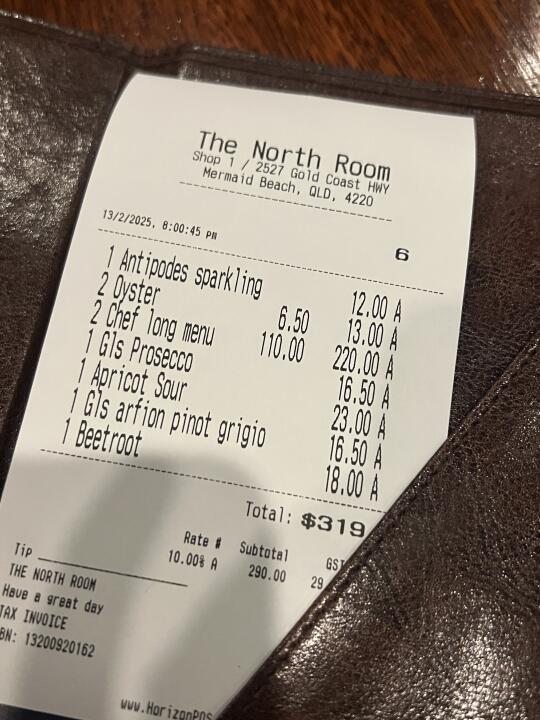 The North Room
Shop 1 / 2527 Gold Coast HWY
Mermaid Beach, QLD, 4220
13/2/2025, 8:00:45 PM
6
1 Antipodes sparkling 12.00 A
2 Oyster 6.50 13.00 A
2 Chef long menu 110.00 220.00 A
1 Gls Prosecco 16.50 A
1 Apricot Sour 23.00 A
1 Gls arfion pinot grigio 16.50 A
1 Beetroot 18.00 A
Total: $319
Rate # Subtotal GST
10.00% A 290.00 29
Tip
THE NORTH ROOM
Have a great day
TAX INVOICE
BN: 13200920162
www.HorizonPOS